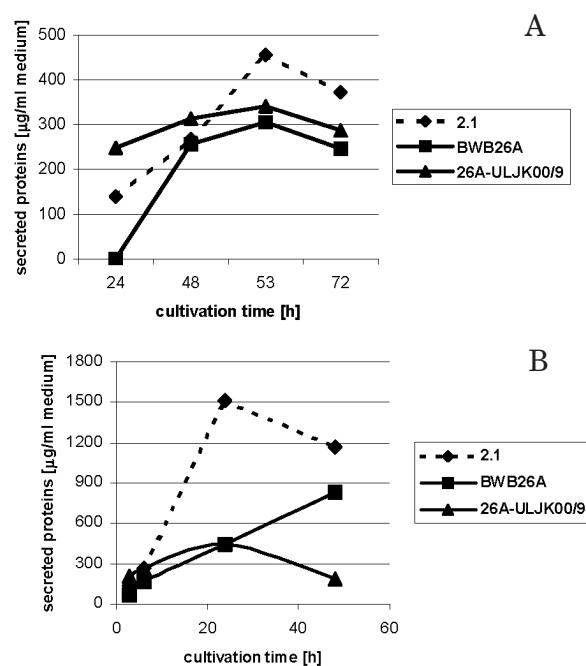 A
secreted proteins [µg/ml medium]
500
400
300
200
100
0
24 48 53 72
cultivation time [h]
2.1
BWB26A
26A-ULJK00/9
B
secreted proteins [µg/ml medium]
1800
1500
1200
900
600
300
0
0 20 40 60
cultivation time [h]
2.1
BWB26A
26A-ULJK00/9